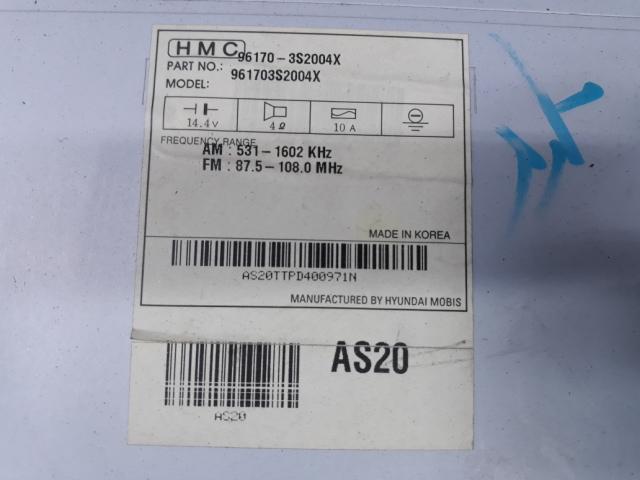 HMC
PART NO.: 96170-3S2004X
MODEL: 961703S2004X
14.4V 4Ω 10 A
FREQUENCY RANGE
AM : 531-1602 KHz
FM : 87.5-108.0 MHz
MADE IN KOREA
AS20TTPD400971N
MANUFACTURED BY HYUNDAI MOBIS
AS20
AS20